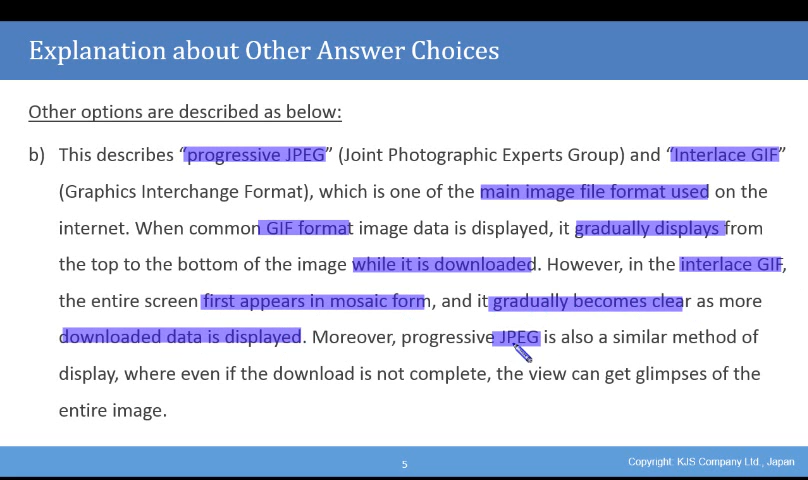 Explanation about Other Answer Choices
Other options are described as below:
b) This describes “progressive JPEG” (Joint Photographic Experts Group) and “Interlace GIF”
(Graphics Interchange Format), which is one of the main image file format used on the
internet. When common GIF format image data is displayed, it gradually displays from
the top to the bottom of the image while it is downloaded. However, in the interlace GIF,
the entire screen first appears in mosaic form, and it gradually becomes clear as more
downloaded data is displayed. Moreover, progressive JPEG is also a similar method of
display, where even if the download is not complete, the view can get glimpses of the
entire image.
5
Copyright: KJS Company Ltd., Japan